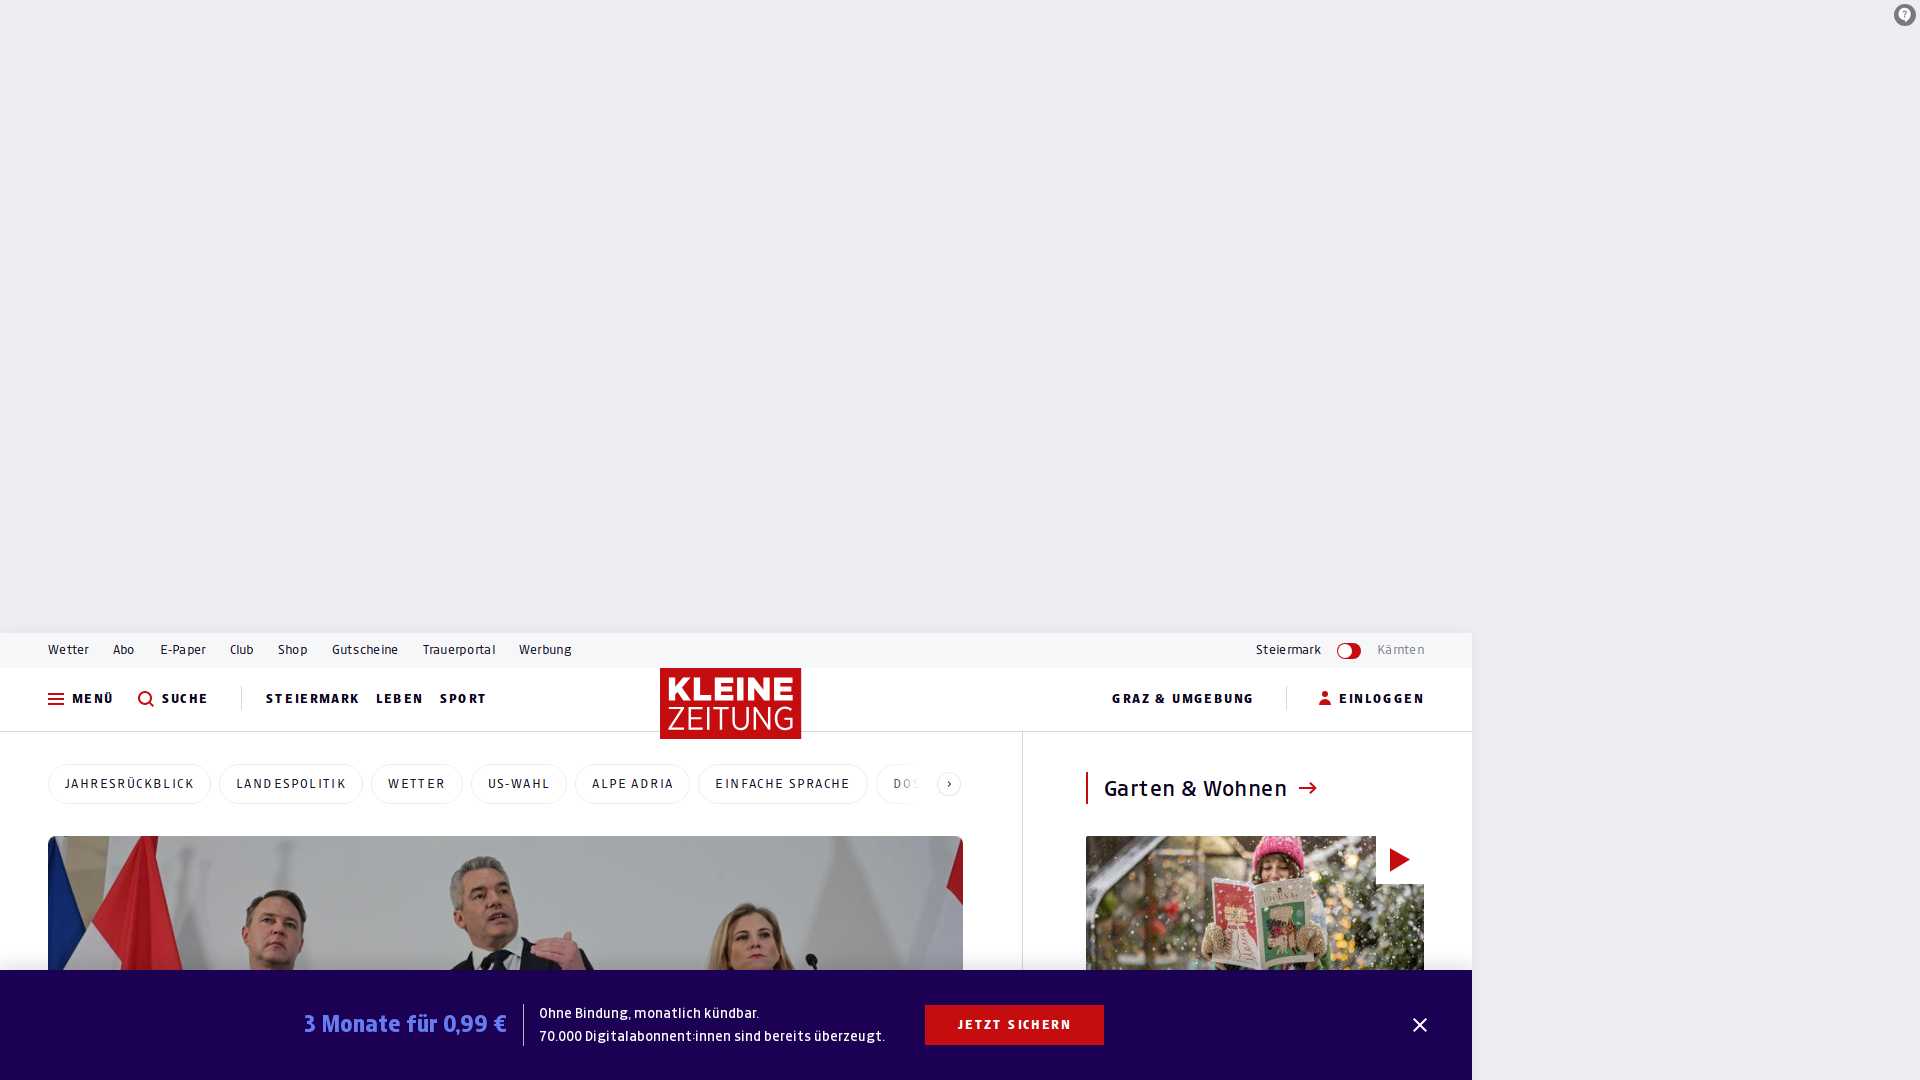 Wetter Abo E-Paper Club Shop Gutscheine Trauerportal Werbung Steiermark Kärnten
MENÜ SUCHE STEIERMARK LEBEN SPORT
KLEINE
ZEITUNG
GRAZ & UMGEBUNG EINLOGGEN
JAHRESRÜCKBLICK LANDESPOLITIK WETTER US-WAHL ALPE ADRIA EINFACHE SPRACHE
Garten & Wohnen
3 Monate für 0,99 €
Ohne Bindung, monatlich kündbar.
70.000 Digitalabonnent:innen sind bereits überzeugt.
JETZT SICHERN